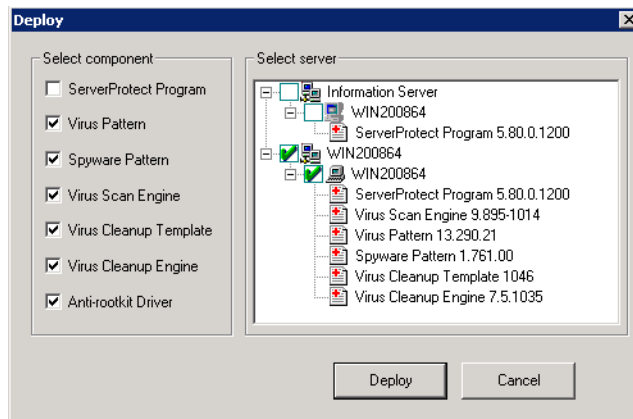 Deploy
Select component
ServerProtect Program
Virus Pattern
Spyware Pattern
Virus Scan Engine
Virus Cleanup Template
Virus Cleanup Engine
Anti-rootkit Driver
Select server
Information Server
WIN200864
ServerProtect Program 5.80.0.1200
WIN200864
WIN200864
ServerProtect Program 5.80.0.1200
Virus Scan Engine 9.895-1014
Virus Pattern 13.290.21
Spyware Pattern 1.761.00
Virus Cleanup Template 1046
Virus Cleanup Engine 7.5.1035
Deploy
Cancel